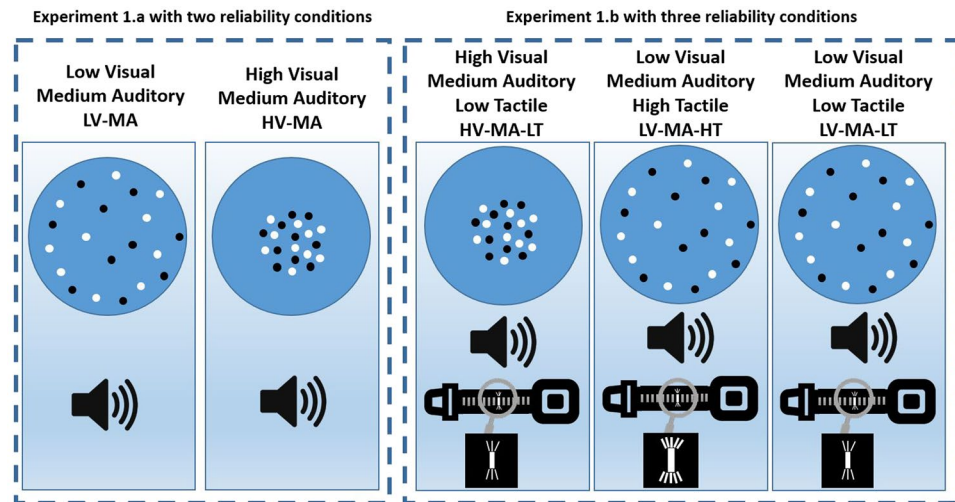 Experiment 1.a with two reliability conditions
Experiment 1.b with three reliability conditions
Low Visual
Medium Auditory
LV-MA
High Visual
Medium Auditory
HV-MA
High Visual
Medium Auditory
Low Tactile
HV-MA-LT
Low Visual
Medium Auditory
High Tactile
LV-MA-HT
Low Visual
Medium Auditory
Low Tactile
LV-MA-LT